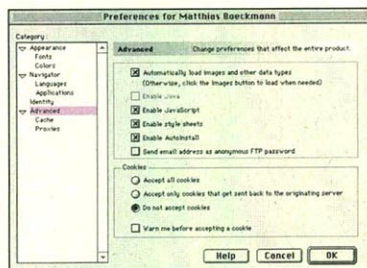 Preferences for Matthios Boeckmann
Category:
Appearance
Fonts
Colors
Navigator
Languages
Applications
Identity
Advanced
Cache
Proxies
Advanced
Change preferences that affect the entire product.
Automatically load images and other data types
(Otherwise, click the Images button to load when needed)
Enable Java
Enable JavaScript
Enable style sheets
Enable AutoInstall
Send email address as anonymous FTP password
Cookies
Accept all cookies
Accept only cookies that get sent back to the originating server
Do not accept cookies
Warn me before accepting a cookie
Help
Cancel
OK